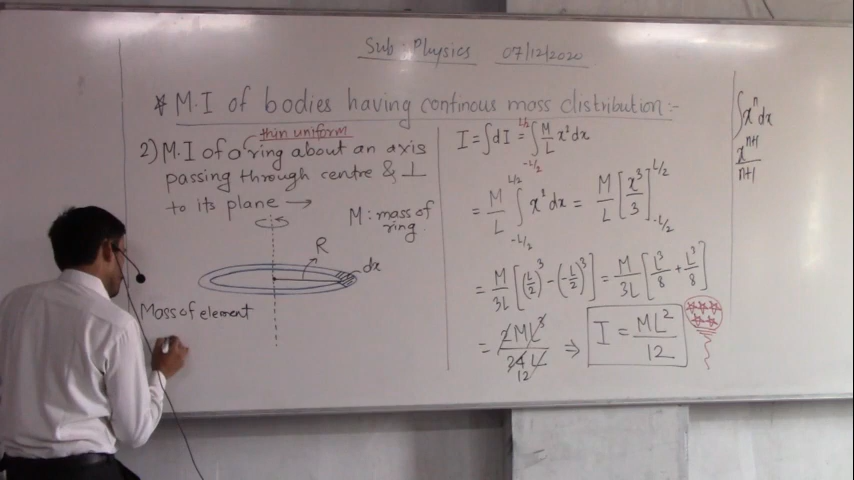 Sub: Physics 07/12/2020
* M.I of bodies having continous mass distribution:-
thin uniform
2) M.I of a ring about an axis
passing through centre & ⊥
to its plane →
M: mass of
ring.
R
dx
Mass of element
I = ∫dI = ∫_{-L/2}^{L/2} M/L x² dx
= M/L ∫_{-L/2}^{L/2} x² dx = M/L [x³/3]_{-L/2}^{L/2}
= M/3L [(L/2)³ - (-L/2)³] = M/3L [L³/8 + L³/8]
= 2ML³/24L ⇒ I = ML²/12
12
∫xⁿdx
xⁿ⁺¹
n+1